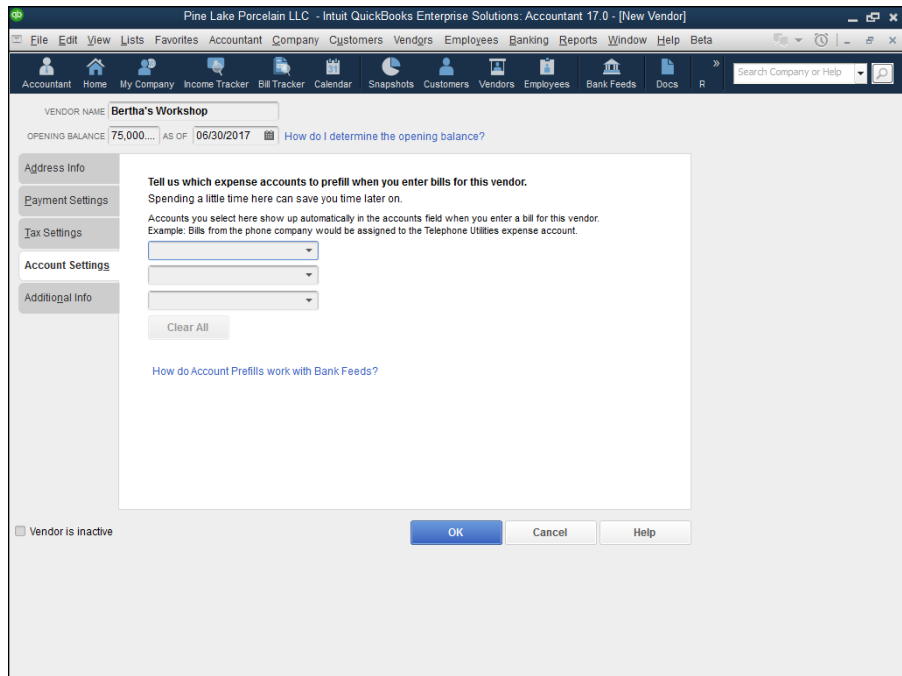 qb Pine Lake Porcelain LLC - Intuit QuickBooks Enterprise Solutions: Accountant 17.0 - [New Vendor]
File Edit View Lists Favorites Accountant Company Customers Vendors Employees Banking Reports Window Help Beta
Accountant Home My Company Income Tracker Bill Tracker Calendar Snapshots Customers Vendors Employees Bank Feeds Docs R » Search Company or Help
VENDOR NAME Bertha's Workshop
OPENING BALANCE 75,000.... AS OF 06/30/2017 How do I determine the opening balance?
Address Info
Payment Settings
Tax Settings
Account Settings
Additional Info
Tell us which expense accounts to prefill when you enter bills for this vendor.
Spending a little time here can save you time later on.
Accounts you select here show up automatically in the accounts field when you enter a bill for this vendor.
Example: Bills from the phone company would be assigned to the Telephone Utilities expense account.
Clear All
How do Account Prefills work with Bank Feeds?
Vendor is inactive
OK Cancel Help